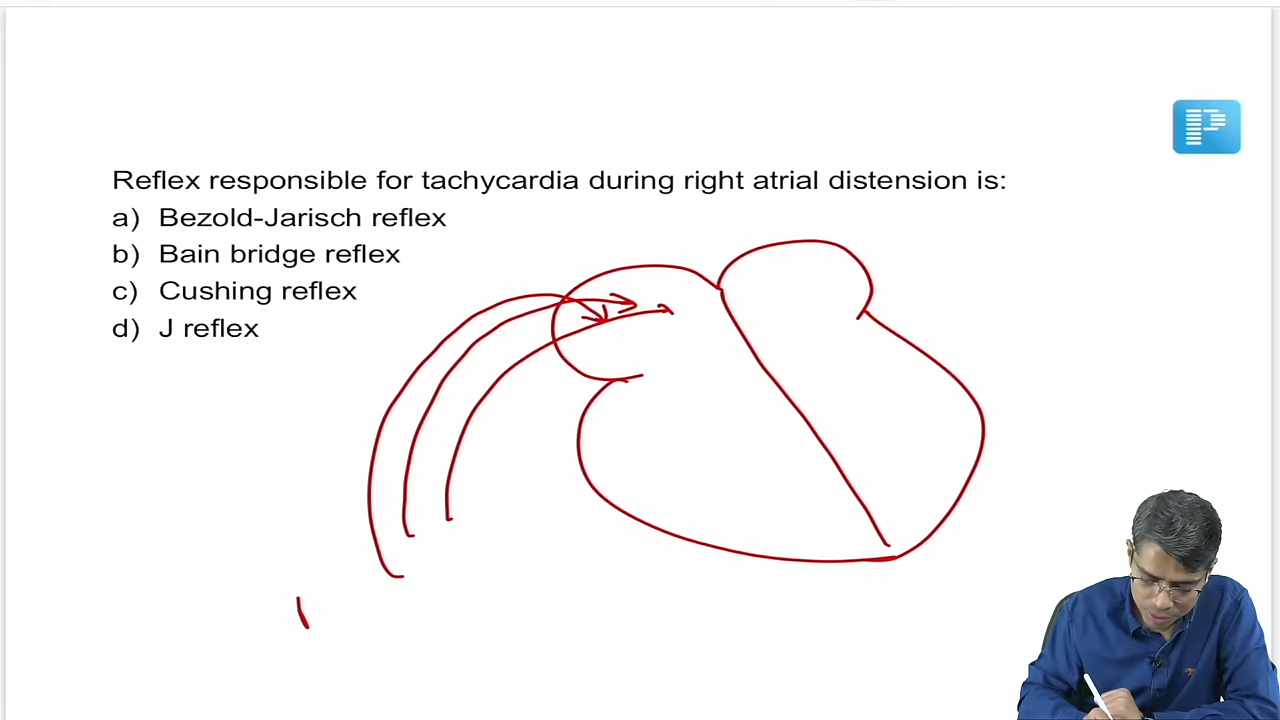 Reflex responsible for tachycardia during right atrial distension is:
a) Bezold-Jarisch reflex
b) Bain bridge reflex
c) Cushing reflex
d) J reflex